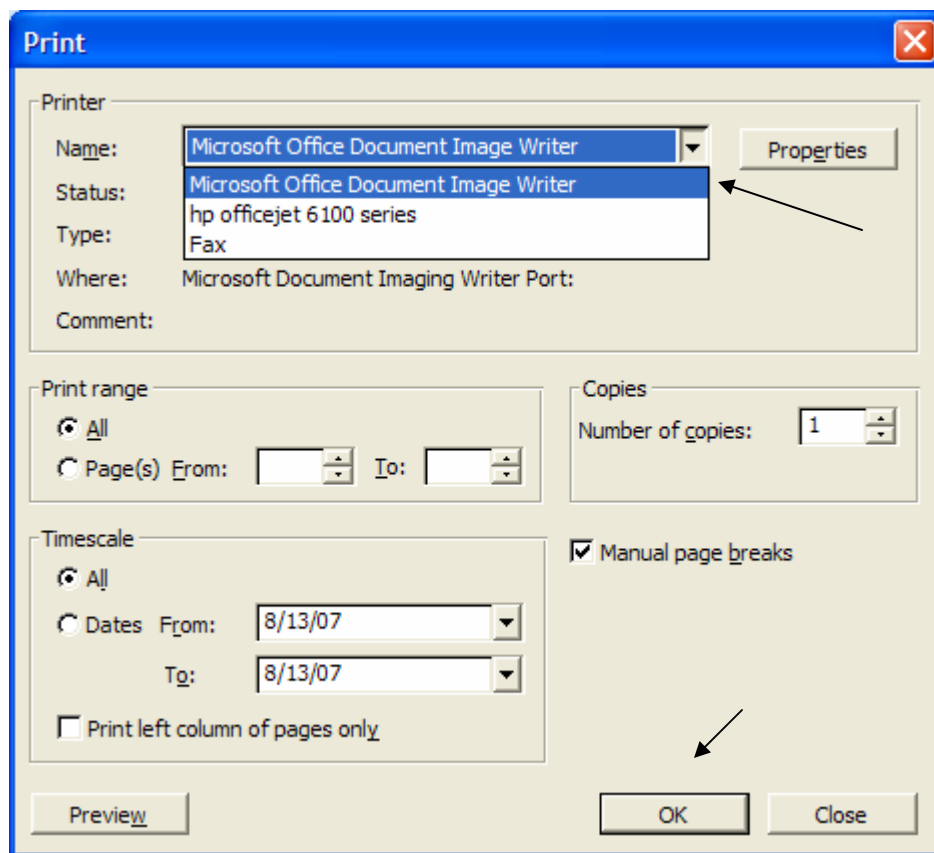 Print
Printer
Name: Microsoft Office Document Image Writer Properties
Status: Microsoft Office Document Image Writer
hp officejet 6100 series
Type:
Fax
Where: Microsoft Document Imaging Writer Port:
Comment:
Print range
All
Page(s) From: To:
Copies
Number of copies: 1
Timescale
All
Dates From: 8/13/07
To: 8/13/07
Print left column of pages only
Manual page breaks
Preview OK Close